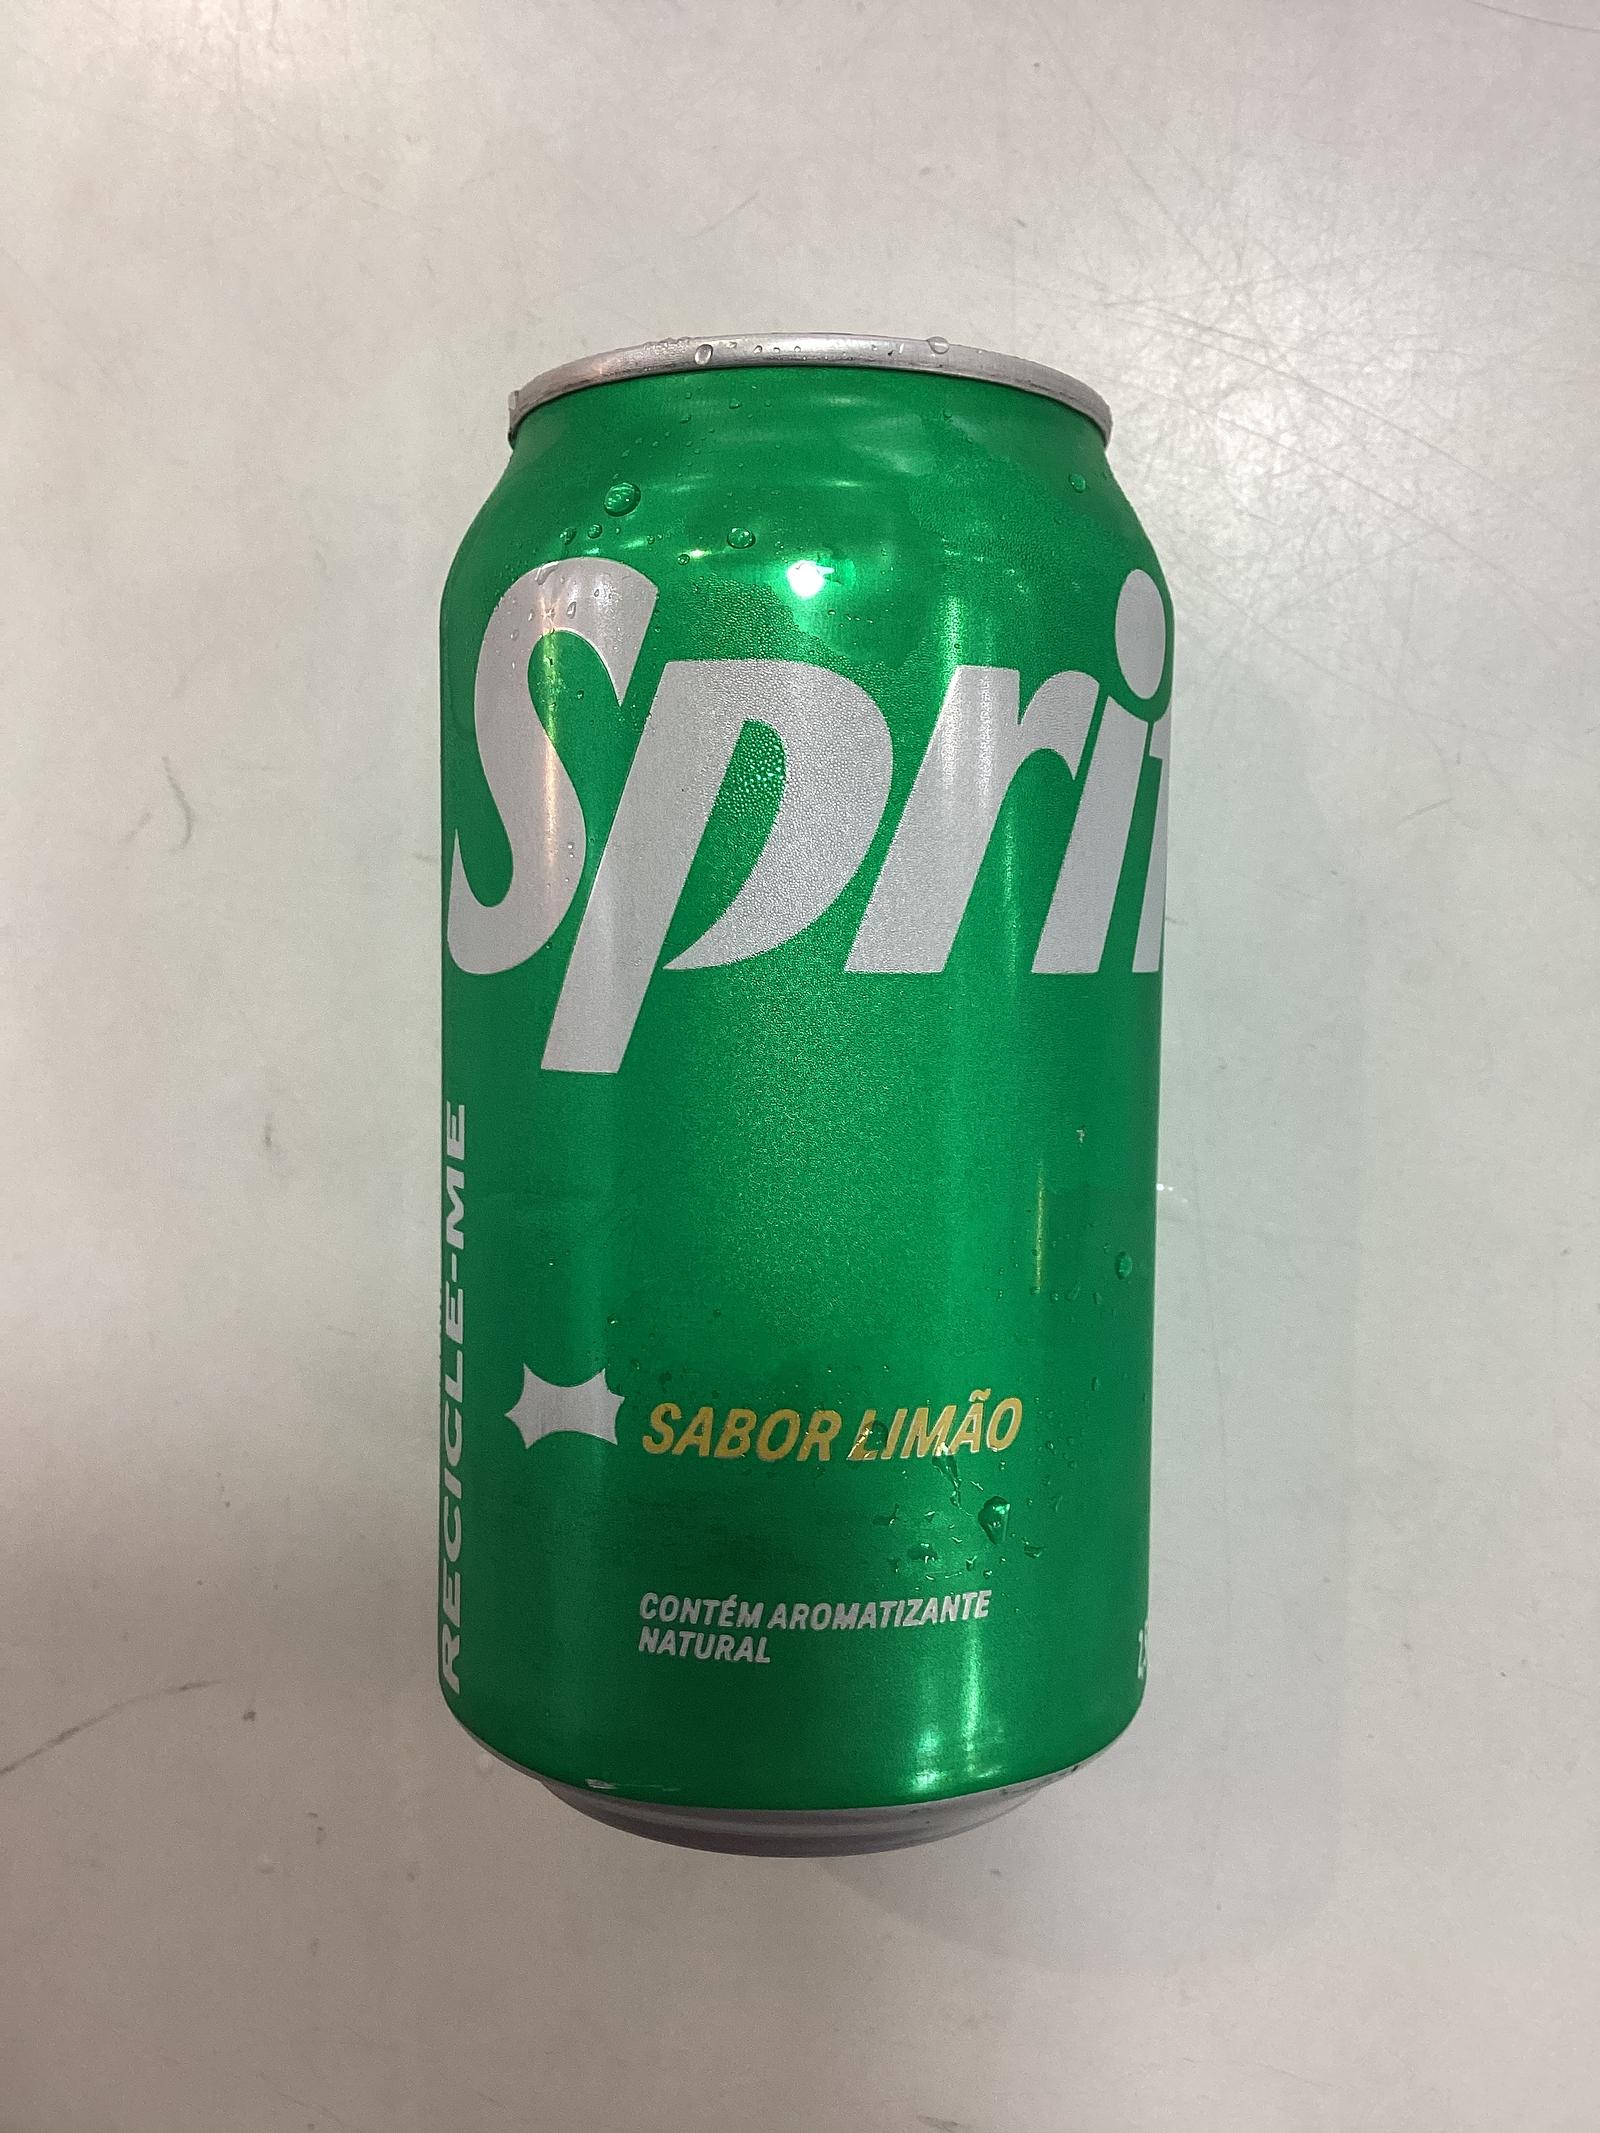 Spri
SABOR LIMÃO
CONTÉM AROMATIZANTE
NATURAL
RECICLE-ME